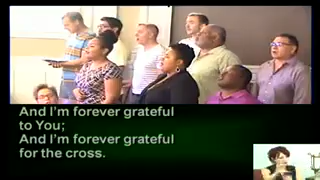 And I'm forever grateful
to You;
And I'm forever grateful
for the cross.